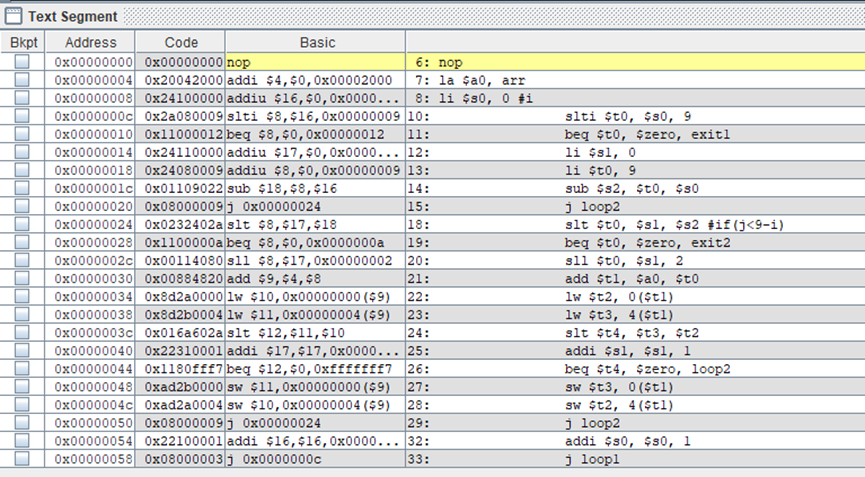 Text Segment
Bkpt Address Code Basic
0x00000000 0x00000000 nop 6: nop
0x00000004 0x20042000 addi $4,$0,0x00002000 7: la $a0, arr
0x00000008 0x24100000 addiu $16,$0,0x0000... 8: li $s0, 0 #i
0x0000000c 0x2a080009 slti $8,$16,0x00000009 10: slti $t0, $s0, 9
0x00000010 0x11000012 beq $8,$0,0x00000012 11: beq $t0, $zero, exit1
0x00000014 0x24110000 addiu $17,$0,0x0000... 12: li $s1, 0
0x00000018 0x24080009 addiu $8,$0,0x00000009 13: li $t0, 9
0x0000001c 0x01109022 sub $18,$8,$16 14: sub $s2, $t0, $s0
0x00000020 0x08000009 j 0x00000024 15: j loop2
0x00000024 0x0232402a slt $8,$17,$18 18: slt $t0, $s1, $s2 #if(j<9-i)
0x00000028 0x1100000a beq $8,$0,0x0000000a 19: beq $t0, $zero, exit2
0x0000002c 0x00114080 sll $8,$17,0x00000002 20: sll $t0, $s1, 2
0x00000030 0x00884820 add $9,$4,$8 21: add $t1, $a0, $t0
0x00000034 0x8d2a0000 lw $10,0x00000000($9) 22: lw $t2, 0($t1)
0x00000038 0x8d2b0004 lw $11,0x00000004($9) 23: lw $t3, 4($t1)
0x0000003c 0x016a602a slt $12,$11,$10 24: slt $t4, $t3, $t2
0x00000040 0x22310001 addi $17,$17,0x0000... 25: addi $s1, $s1, 1
0x00000044 0x1180fff7 beq $12,$0,0xfffffff7 26: beq $t4, $zero, loop2
0x00000048 0xad2b0000 sw $11,0x00000000($9) 27: sw $t3, 0($t1)
0x0000004c 0xad2a0004 sw $10,0x00000004($9) 28: sw $t2, 4($t1)
0x00000050 0x08000009 j 0x00000024 29: j loop2
0x00000054 0x22100001 addi $16,$16,0x0000... 32: addi $s0, $s0, 1
0x00000058 0x08000003 j 0x0000000c 33: j loop1